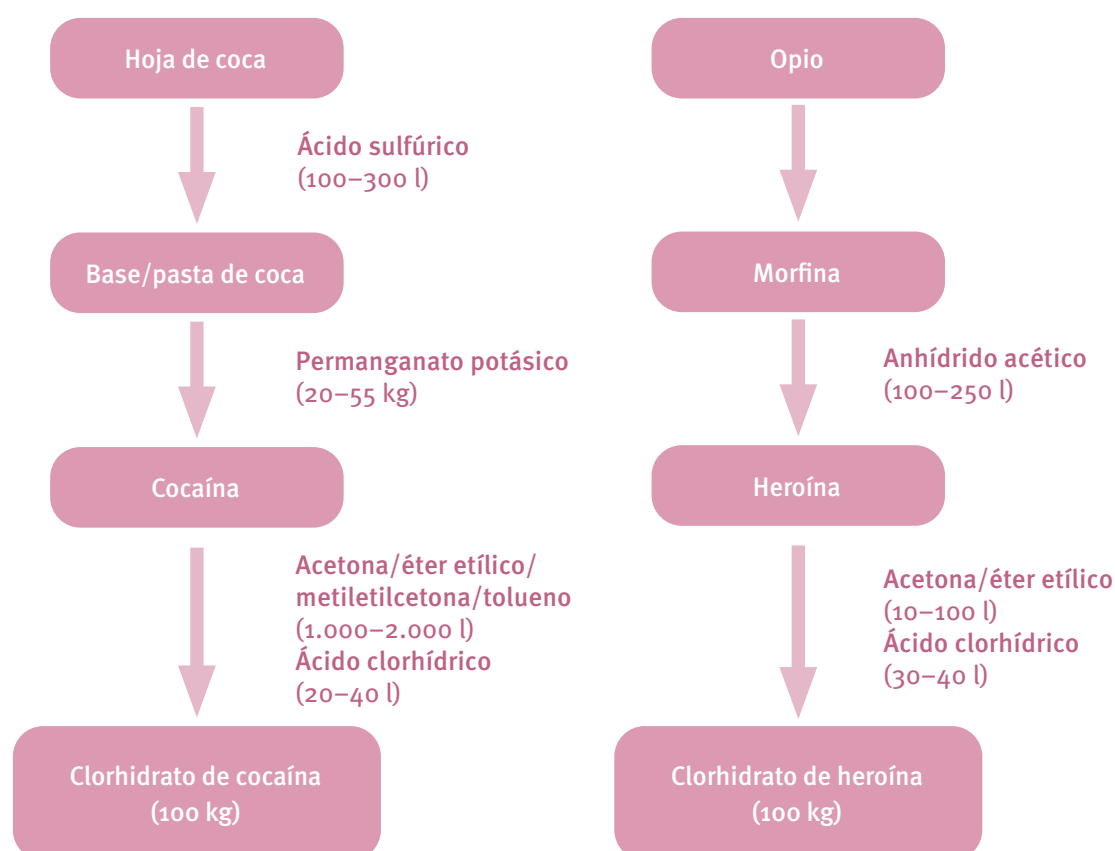 Hoja de coca
Ácido sulfúrico
(100–300 l)
Base/pasta de coca
Permanganato potásico
(20–55 kg)
Cocaína
Acetona/éter etílico/
metiletilcetona/tolueno
(1.000–2.000 l)
Ácido clorhídrico
(20–40 l)
Clorhidrato de cocaína
(100 kg)
Opio
Morfina
Anhídrido acético
(100–250 l)
Heroína
Acetona/éter etílico
(10–100 l)
Ácido clorhídrico
(30–40 l)
Clorhidrato de heroína
(100 kg)